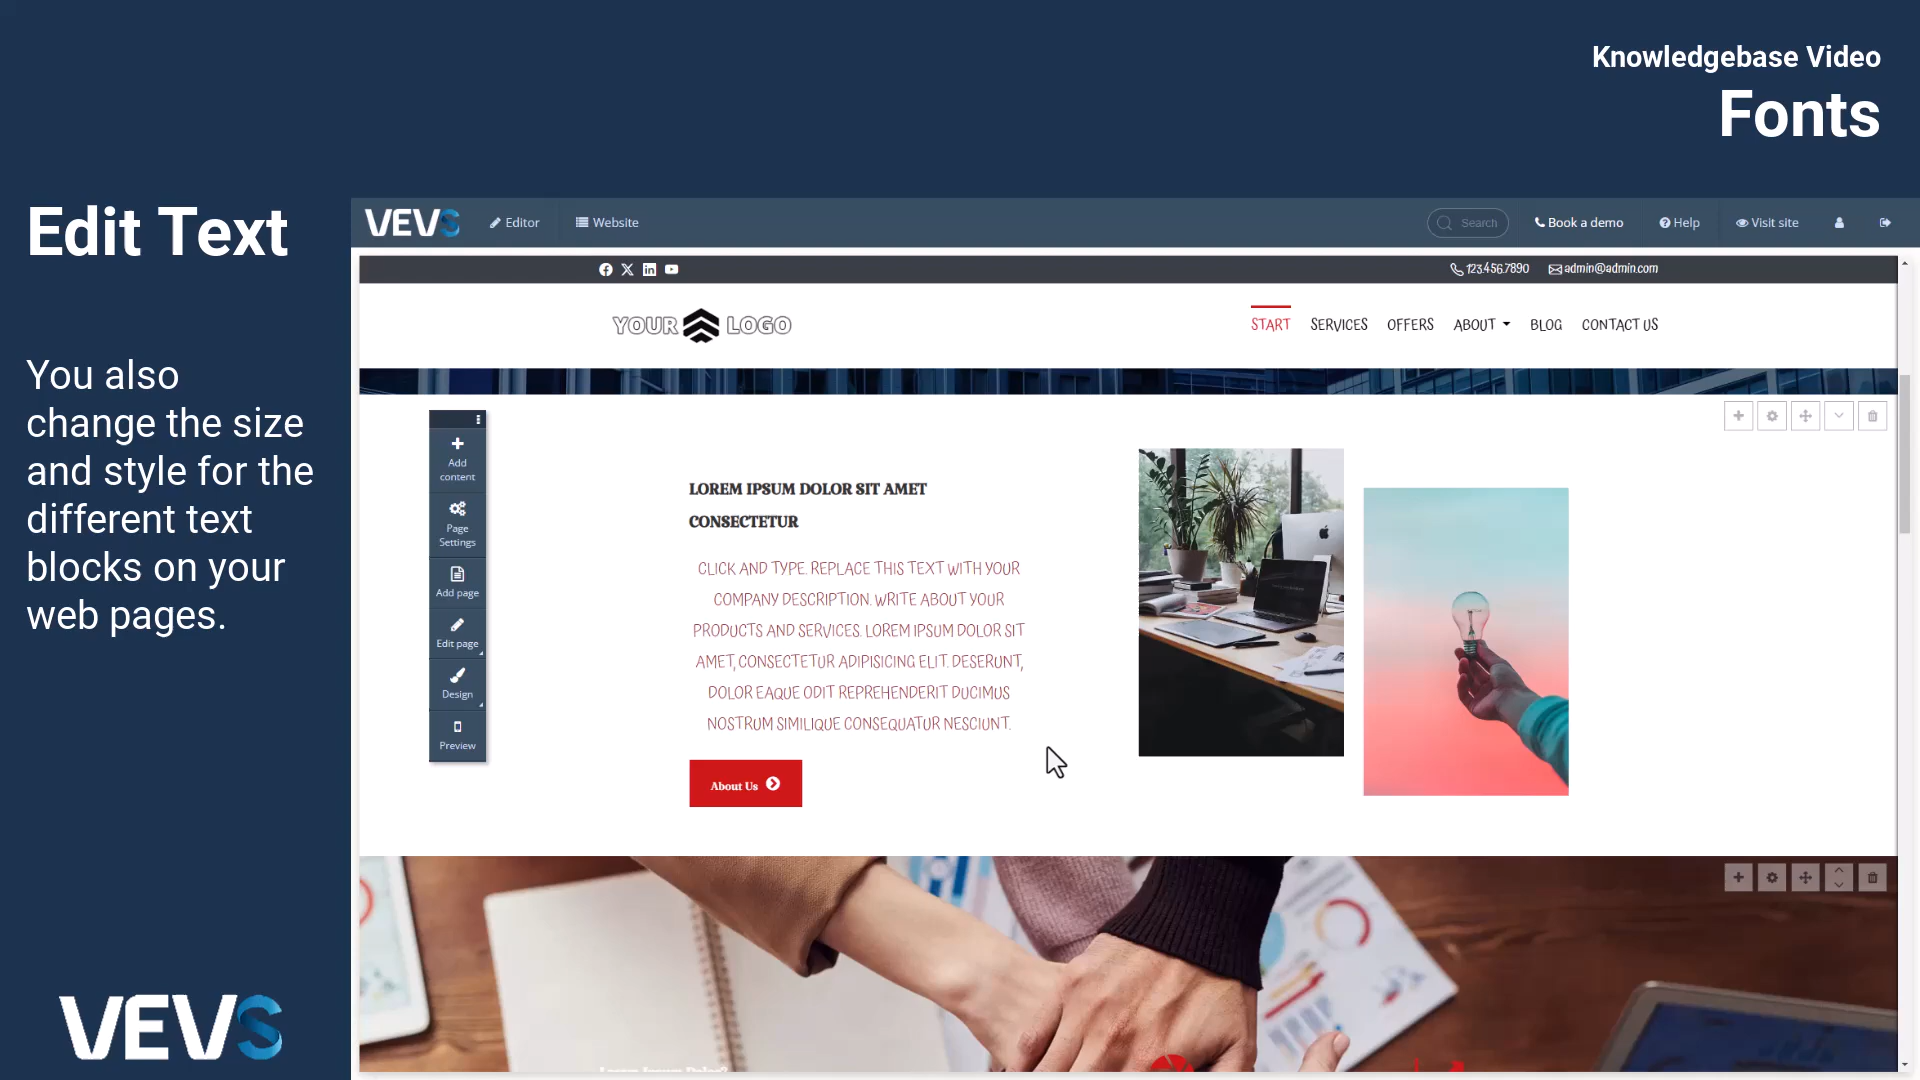 Knowledgebase Video
Fonts
Edit Text
You also
change the size
and style for the
different text
blocks on your
web pages.
VEVS
VEVS Editor Website Search Book a demo Help Visit site
123.456.7890 admin@admin.com
YOUR LOGO START SERVICES OFFERS ABOUT BLOG CONTACT US
Add
content
Page
Settings
Add page
Edit page
Design
Preview
LOREM IPSUM DOLOR SIT AMET
CONSECTETUR
CLICK AND TYPE. REPLACE THIS TEXT WITH YOUR
COMPANY DESCRIPTION. WRITE ABOUT YOUR
PRODUCTS AND SERVICES. LOREM IPSUM DOLOR SIT
AMET, CONSECTETUR ADIPISICING ELIT. DESERUNT,
DOLOR EAQUE ODIT REPREHENDERIT DUCIMUS
NOSTRUM SIMILIQUE CONSEQUATUR NESCIUNT.
About Us